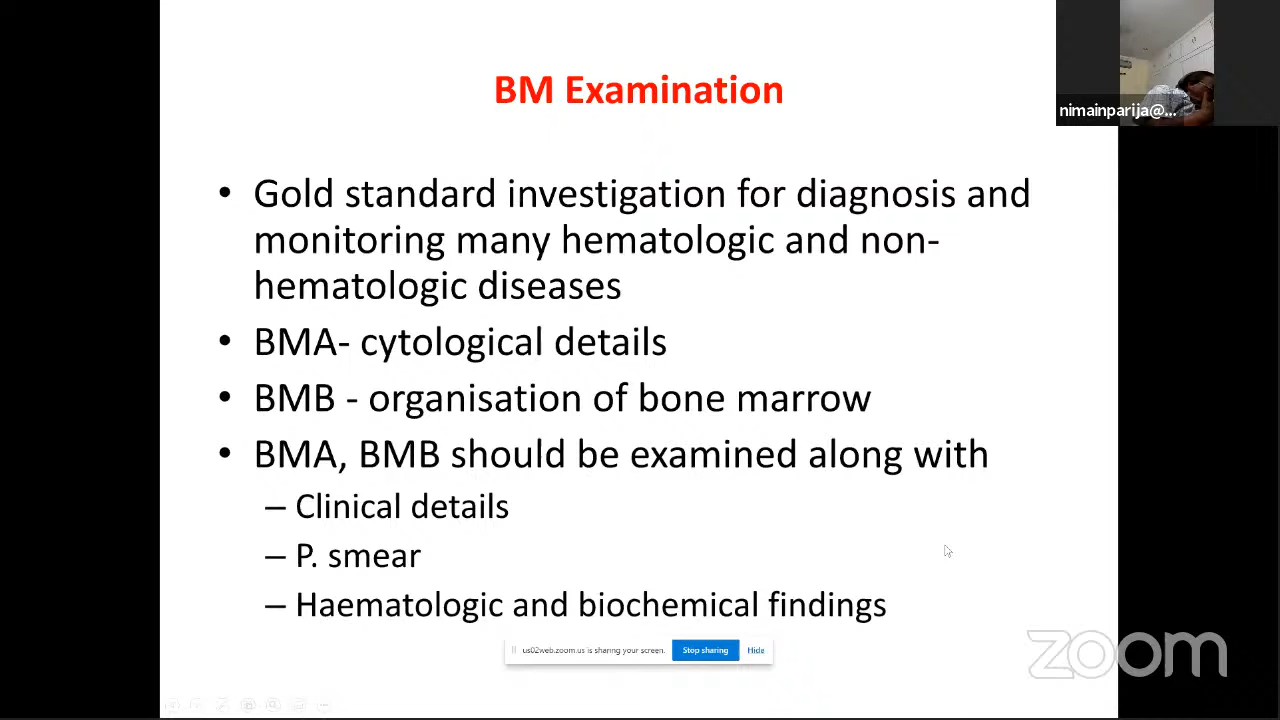 BM Examination
nimainparija@...
• Gold standard investigation for diagnosis and
monitoring many hematologic and non-
hematologic diseases
• BMA- cytological details
• BMB - organisation of bone marrow
• BMA, BMB should be examined along with
– Clinical details
– P. smear
– Haematologic and biochemical findings
us02web.zoom.us is sharing your screen. Stop sharing Hide
zoom